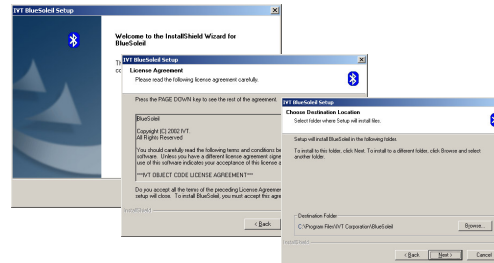 IVT BlueSoleil Setup
Welcome to the InstallShield Wizard for
BlueSoleil
IVT BlueSoleil Setup
License Agreement
Please read the following license agreement carefully.
Press the PAGE DOWN key to see the rest of the agreement.
BlueSoleil
Copyright (C) 2002 IVT.
All Rights Reserved
You should carefully read the following terms and conditions be
software. Unless you have a different license agreement signe
use of this software indicates your acceptance of this license a
***IVT OBJECT CODE LICENSE AGREEMENT***
Do you accept all the terms of the preceding License Agreemen
setup will close. To install BlueSoleil, you must accept this agre
InstallShield
< Back
IVT BlueSoleil Setup
Choose Destination Location
Select folder where Setup will install files.
Setup will install BlueSoleil in the following folder.
To install to this folder, click Next. To install to a different folder, click Browse and select
another folder.
Destination Folder
C:\Program Files\IVT Corporation\BlueSoleil
Browse...
InstallShield
< Back
Next >
Cancel